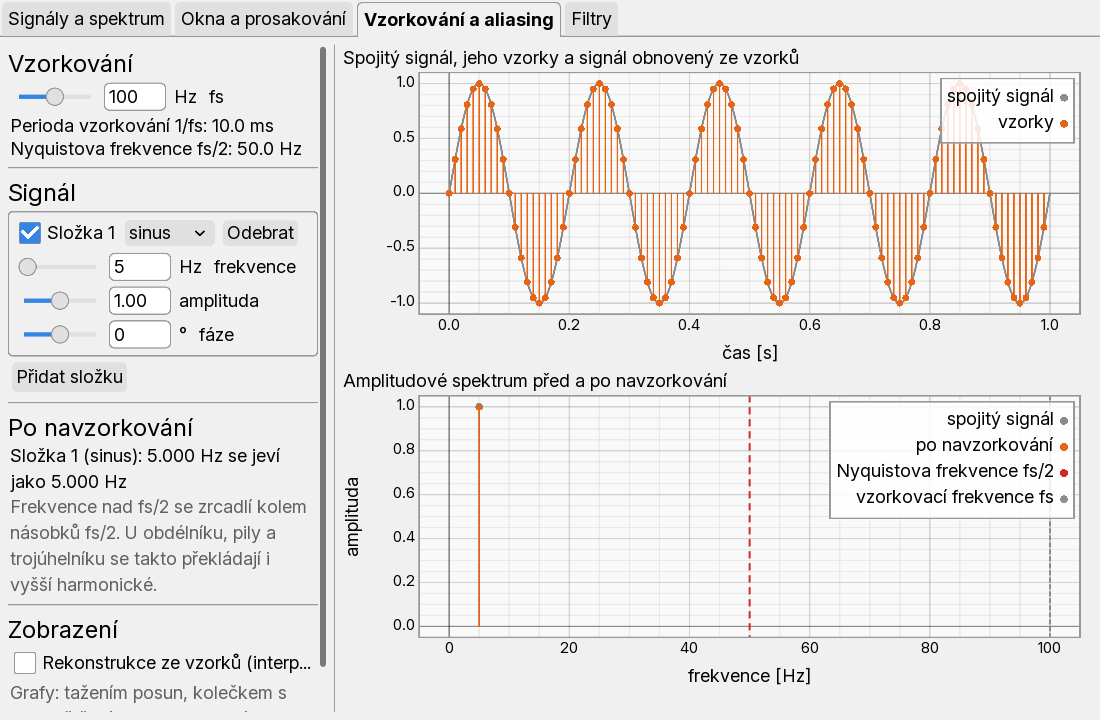 Signály a spektrum
Okna a prosakování
Vzorkování a aliasing
Filtry
Vzorkování
100 Hz fs
Perioda vzorkování 1/fs: 10.0 ms
Nyquistova frekvence fs/2: 50.0 Hz
Signál
Složka 1 sinus Odebrat
5 Hz frekvence
1.00 amplituda
0 ° fáze
Přidat složku
Po navzorkování
Složka 1 (sinus): 5.000 Hz se jeví
jako 5.000 Hz
Frekvence nad fs/2 se zrcadlí kolem
násobků fs/2. U obdélníku, pily a
trojúhelníku se takto překládají i
vyšší harmonické.
Zobrazení
Rekonstrukce ze vzorků (interp...
Grafy: tažením posun, kolečkem s
Spojitý signál, jeho vzorky a signál obnovený ze vzorků
spojitý signál
vzorky
1.0
0.5
0.0
-0.5
-1.0
0.0 0.2 0.4 0.6 0.8 1.0
čas [s]
Amplitudové spektrum před a po navzorkování
spojitý signál
po navzorkování
Nyquistova frekvence fs/2
vzorkovací frekvence fs
amplituda
1.0
0.8
0.6
0.4
0.2
0.0
0 20 40 60 80 100
frekvence [Hz]